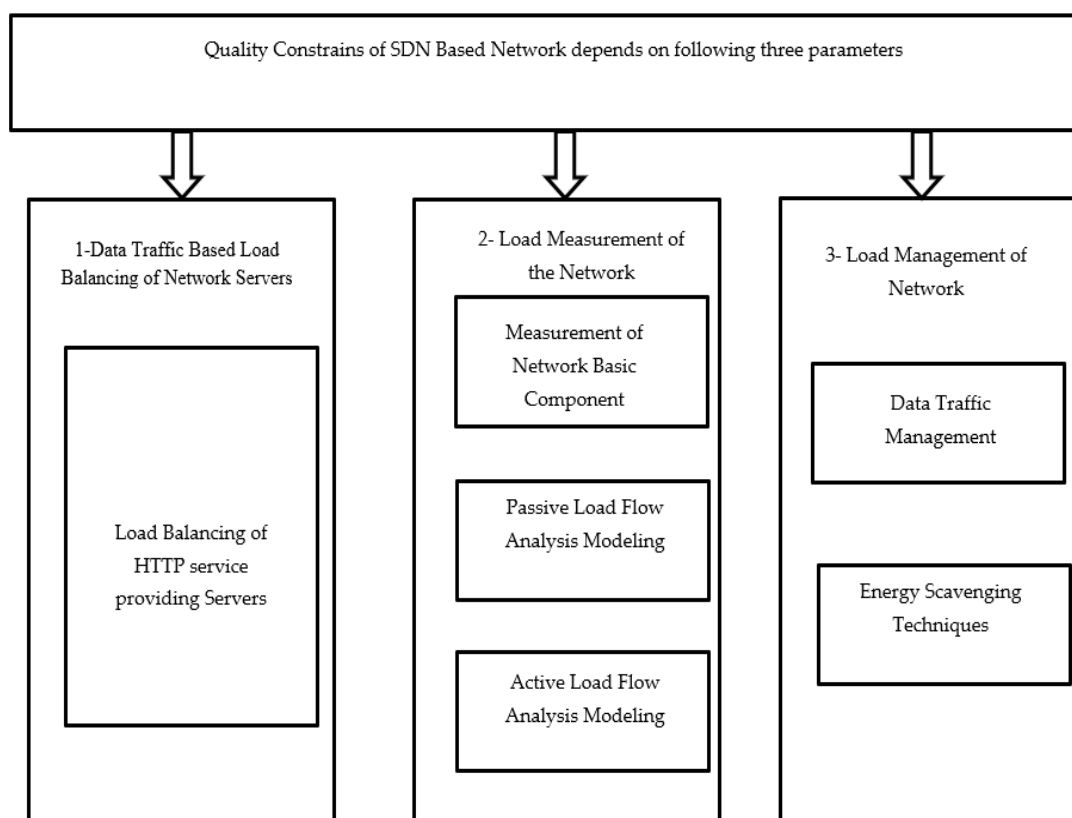 Quality Constrains of SDN Based Network depends on following three parameters
1-Data Traffic Based Load
Balancing of Network Servers
Load Balancing of
HTTP service
providing Servers
2- Load Measurement of
the Network
Measurement of
Network Basic
Component
Passive Load Flow
Analysis Modeling
Active Load Flow
Analysis Modeling
3- Load Management of
Network
Data Traffic
Management
Energy Scavenging
Techniques